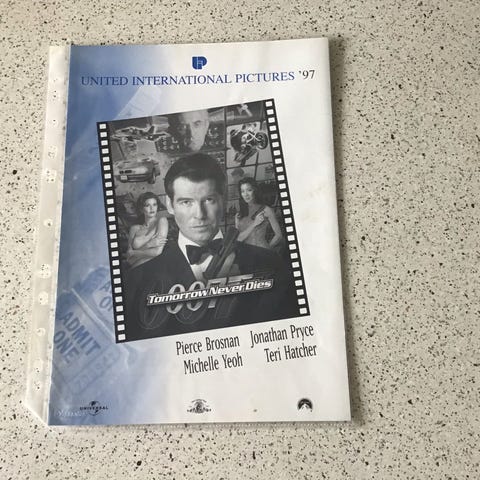 UNITED INTERNATIONAL PICTURES '97
Tomorrow Never Dies
007
Pierce Brosnan Jonathan Pryce
Michelle Yeoh Teri Hatcher
ADMIT
ONE
UNIVERSAL